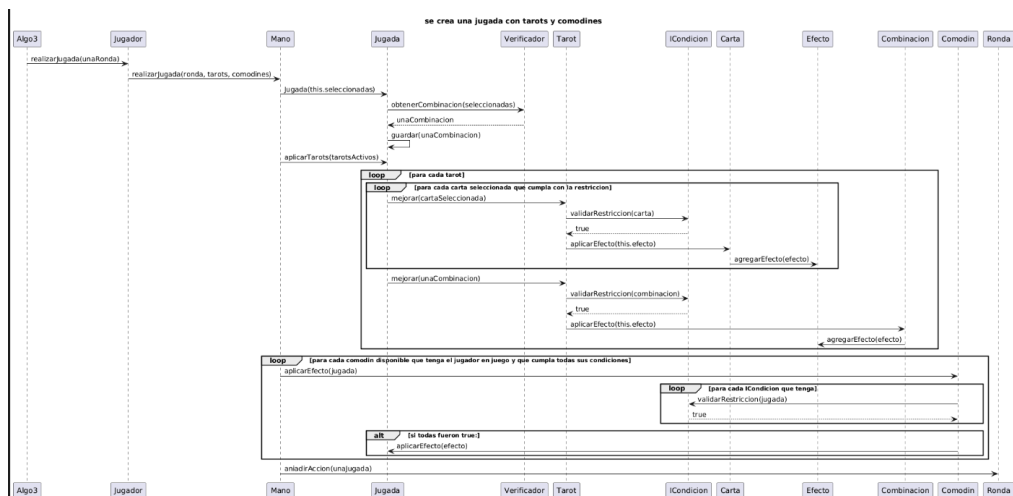 se crea una jugada con tarots y comodines
Algo3 Jugador Mano Jugada Verificador Tarot ICondicion Carta Efecto Combinacion Comodin Ronda
realizarJugada(unaRonda)
realizarJugada(ronda, tarots, comodines)
Jugada(this.seleccionadas)
obtenerCombinacion(seleccionadas)
unaCombinacion
guardar(unaCombinacion)
aplicarTarots(tarotsActivos)
loop [para cada tarot]
loop [para cada carta seleccionada que cumpla con la restriccion]
mejorar(cartaSeleccionada)
validarRestriccion(carta)
true
aplicarEfecto(this.efecto)
agregarEfecto(efecto)
mejorar(unaCombinacion)
validarRestriccion(combinacion)
true
aplicarEfecto(this.efecto)
agregarEfecto(efecto)
loop [para cada comodin disponible que tenga el jugador en juego y que cumpla todas sus condiciones]
aplicarEfecto(jugada)
loop [para cada ICondicion que tenga]
validarRestriccion(jugada)
true
alt [si todas fueron true:]
aplicarEfecto(efecto)
aniadirAccion(unaJugada)
Algo3 Jugador Mano Jugada Verificador Tarot ICondicion Carta Efecto Combinacion Comodin Ronda